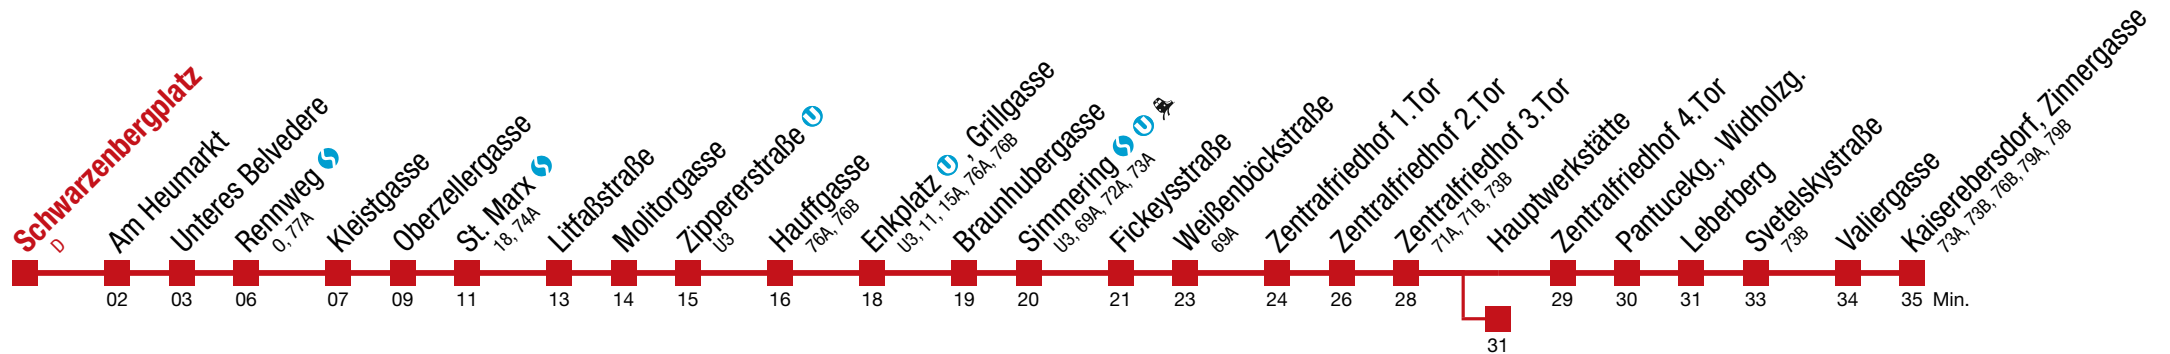 Schwarzenbergplatz
D
Am Heumarkt
Unteres Belvedere
Rennweg
O, 77A
Kleistgasse
Oberzellergasse
St. Marx
18, 74A
Litfaßstraße
Molitorgasse
Zippererstraße U
U3
Hauffgasse
76A, 76B
Enkplatz U , Grillgasse
U3, 11, 15A, 76A, 76B
Braunhubergasse
Simmering U
U3, 69A, 72A, 73A
Fickeysstraße
Weißenböckstraße
69A
Zentralfriedhof 1.Tor
Zentralfriedhof 2.Tor
Zentralfriedhof 3.Tor
71A, 71B, 73B
Hauptwerkstätte
Zentralfriedhof 4.Tor
Pantucekg., Widholzg.
Leberberg
Svetelskystraße
73B
Valiergasse
Kaiserebersdorf, Zinnergasse
73A, 73B, 76B, 79A, 79B
02 03 06 07 09 11 13 14 15 16 18 19 20 21 23 24 26 28 29 30 31 33 34 35 Min.
31